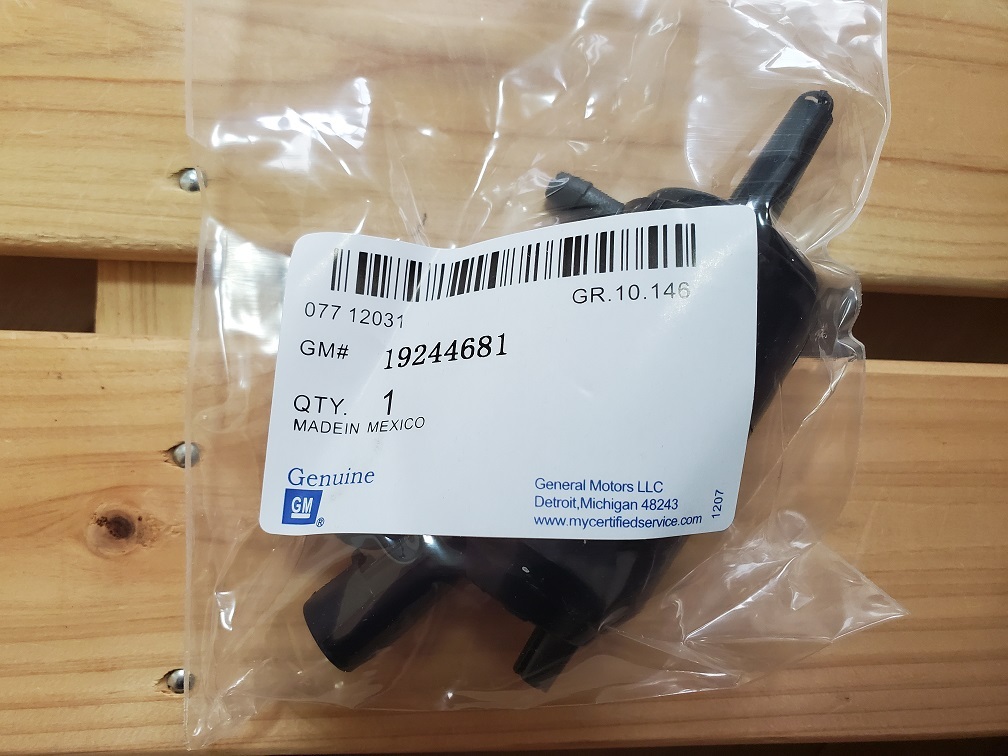 077 12031
GR.10.146
GM# 19244681
QTY. 1
MADEIN MEXICO
Genuine
GM ®
General Motors LLC
Detroit,Michigan 48243
www.mycertifiedservice.com
1207